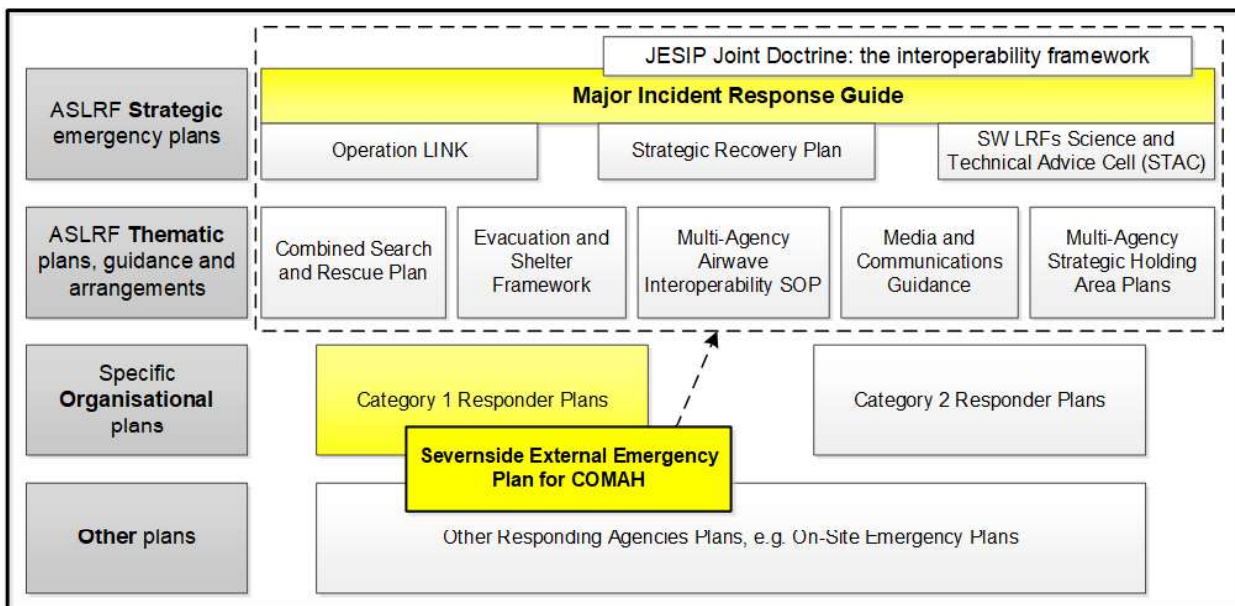 JESIP Joint Doctrine: the interoperability framework
ASLRF Strategic
emergency plans
Major Incident Response Guide
Operation LINK
Strategic Recovery Plan
SW LRFs Science and
Technical Advice Cell (STAC)
ASLRF Thematic
plans, guidance and
arrangements
Combined Search
and Rescue Plan
Evacuation and
Shelter
Framework
Multi-Agency
Airwave
Interoperability SOP
Media and
Communications
Guidance
Multi-Agency
Strategic Holding
Area Plans
Specific
Organisational
plans
Category 1 Responder Plans
Category 2 Responder Plans
Severnside External Emergency
Plan for COMAH
Other plans
Other Responding Agencies Plans, e.g. On-Site Emergency Plans